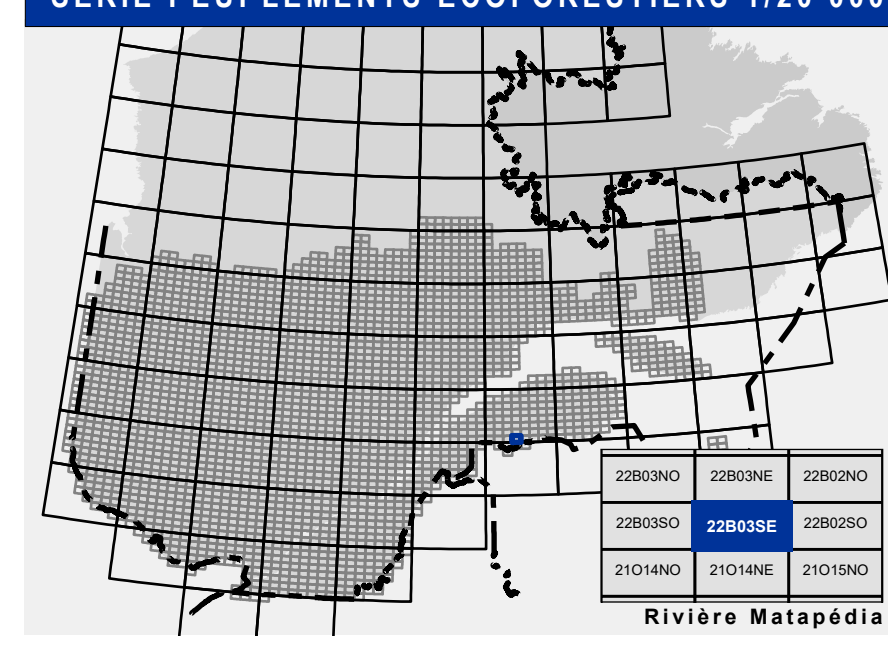 SÉRIE PEUPLEMENTS ÉCOFORESTIERS 1/20 000
22B03NO 22B03NE 22B02NO
22B03SO 22B03SE 22B02SO
21O14NO 21O14NE 21O15NO
Rivière Matapédia